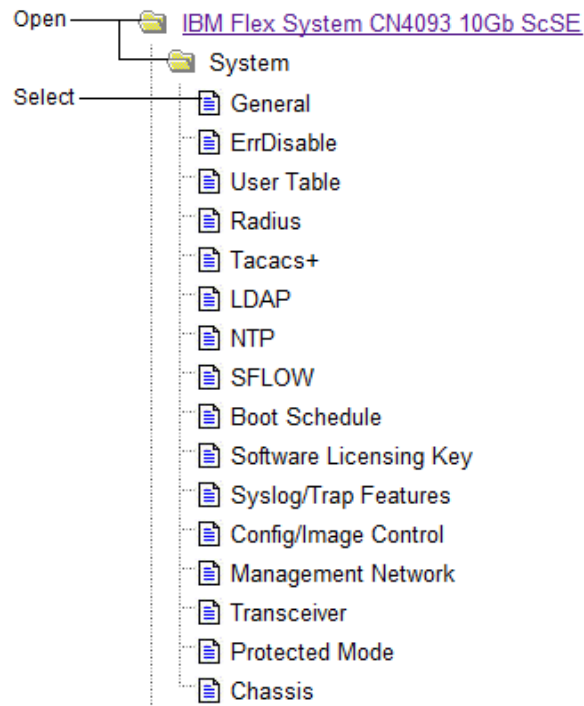 Open IBM Flex System CN4093 10Gb ScSE
System
Select General
ErrDisable
User Table
Radius
Tacacs+
LDAP
NTP
SFLOW
Boot Schedule
Software Licensing Key
Syslog/Trap Features
Config/Image Control
Management Network
Transceiver
Protected Mode
Chassis